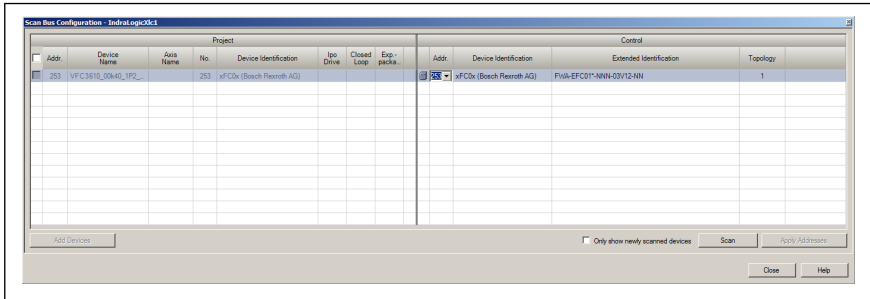 Scan Bus Configuration - IndraLogicXlc1
Project Control
Addr. Device Name Axis Name No. Device Identification Ipo Drive Closed Loop Exp.-packa... Addr. Device Identification Extended Identification Topology
253 VFC3610_00k40_1P2_... 253 xFC0x (Bosch Rexroth AG) 253 xFC0x (Bosch Rexroth AG) FWA-EFC01*-NNN-03V12-NN 1
Add Devices Only show newly scanned devices Scan Apply Addresses
Close Help